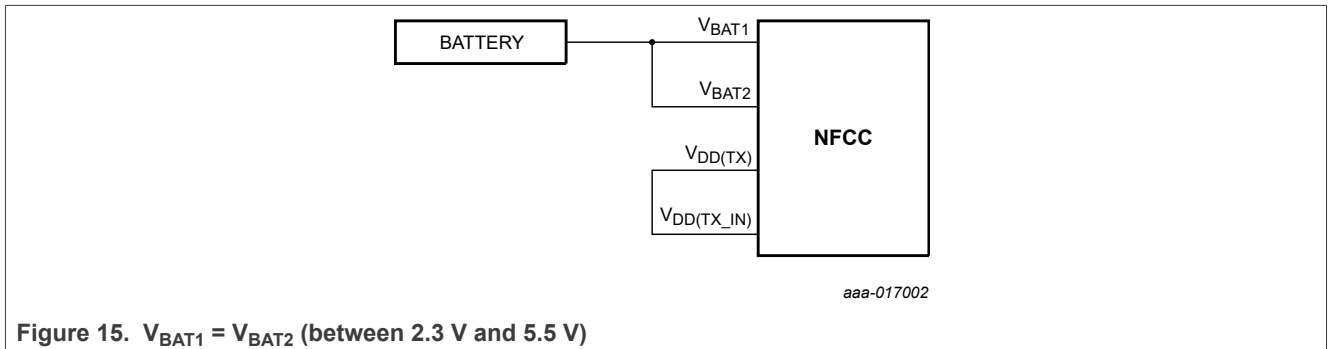 BATTERY
VBAT1
VBAT2
VDD(TX)
VDD(TX_IN)
NFCC
aaa-017002
Figure 15. VBAT1 = VBAT2 (between 2.3 V and 5.5 V)